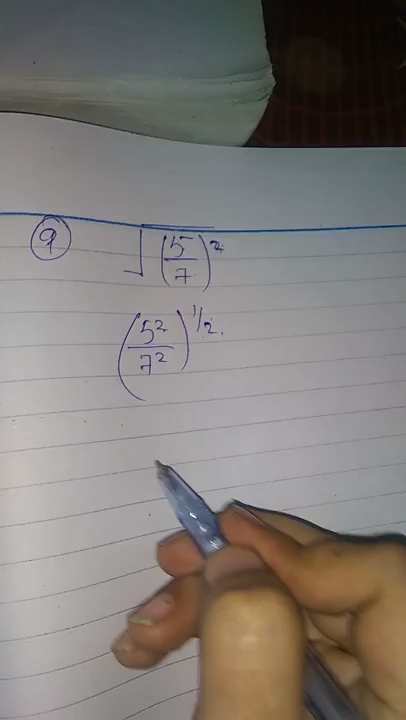 9 √(5/7)²
(5²/7²)^1/2.